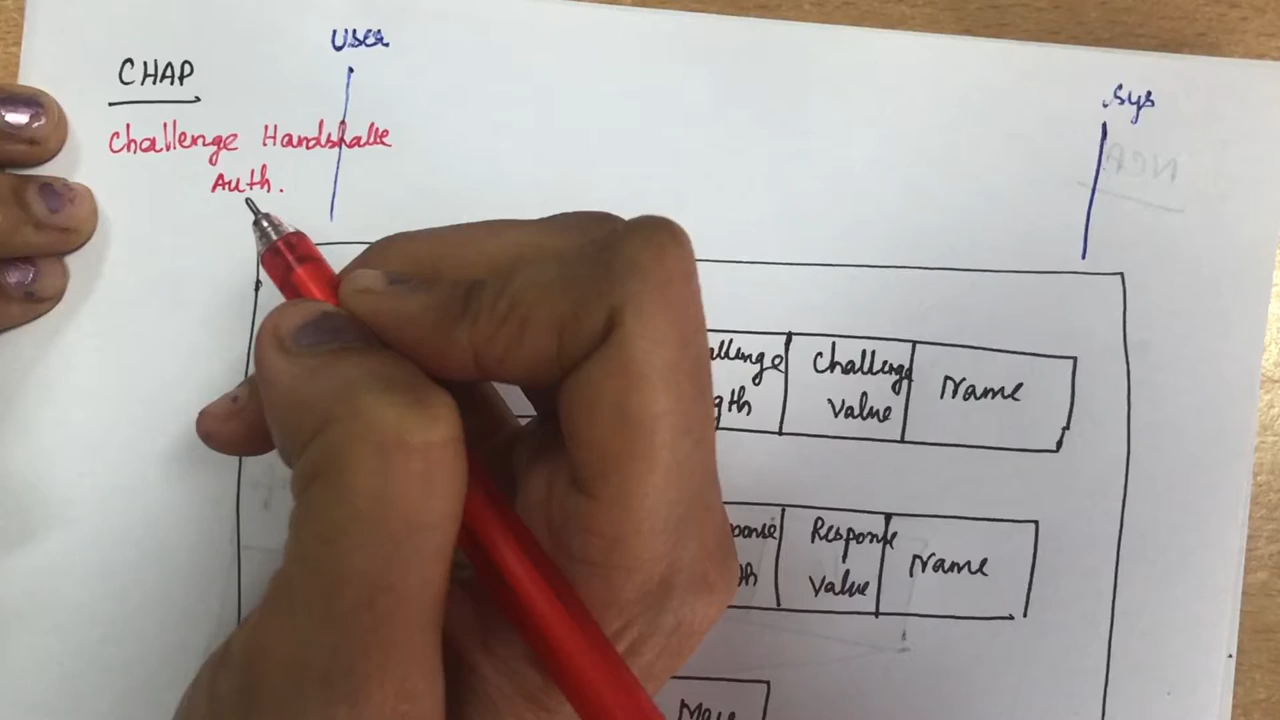 User
CHAP
.Sys
Challenge Handshake
Auth.
Challenge
Value
Name
Response
Value
Name